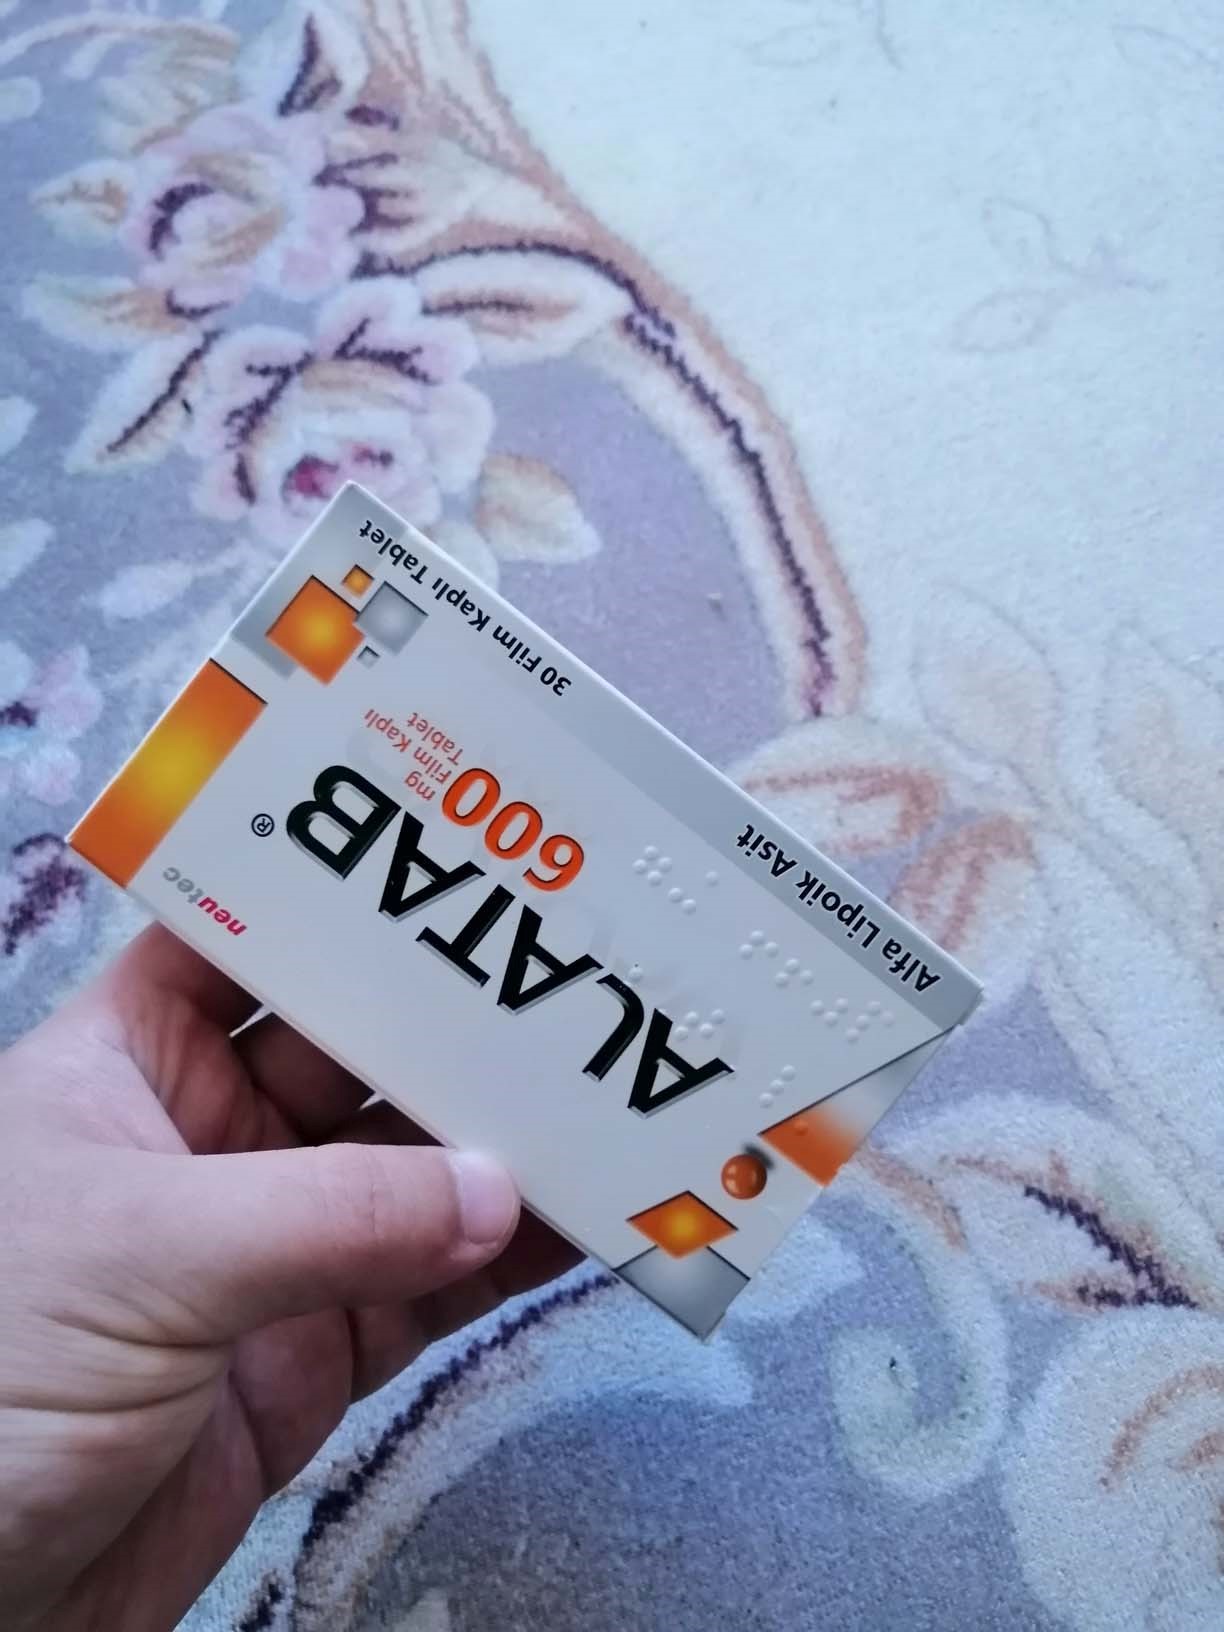 Alfa Lipoik Asit
30 Film Kaplı Tablet
ALATAB®
600
mg
Film Kaplı
Tablet
neutec